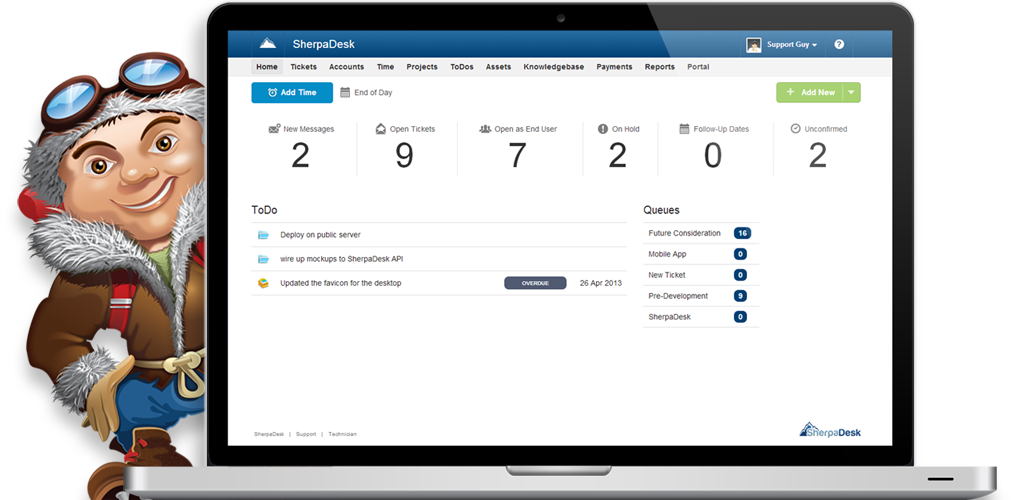 SherpaDesk
Support Guy
?
Home Tickets Accounts Time Projects ToDos Assets Knowledgebase Payments Reports Portal
Add Time End of Day + Add New
New Messages Open Tickets Open as End User On Hold Follow-Up Dates Unconfirmed
2 9 7 2 0 2
ToDo
Deploy on public server
wire up mockups to SherpaDesk API
Updated the favicon for the desktop OVERDUE 26 Apr 2013
Queues
Future Consideration 16
Mobile App 0
New Ticket 0
Pre-Development 9
SherpaDesk 0
SherpaDesk | Support | Technician
SherpaDesk